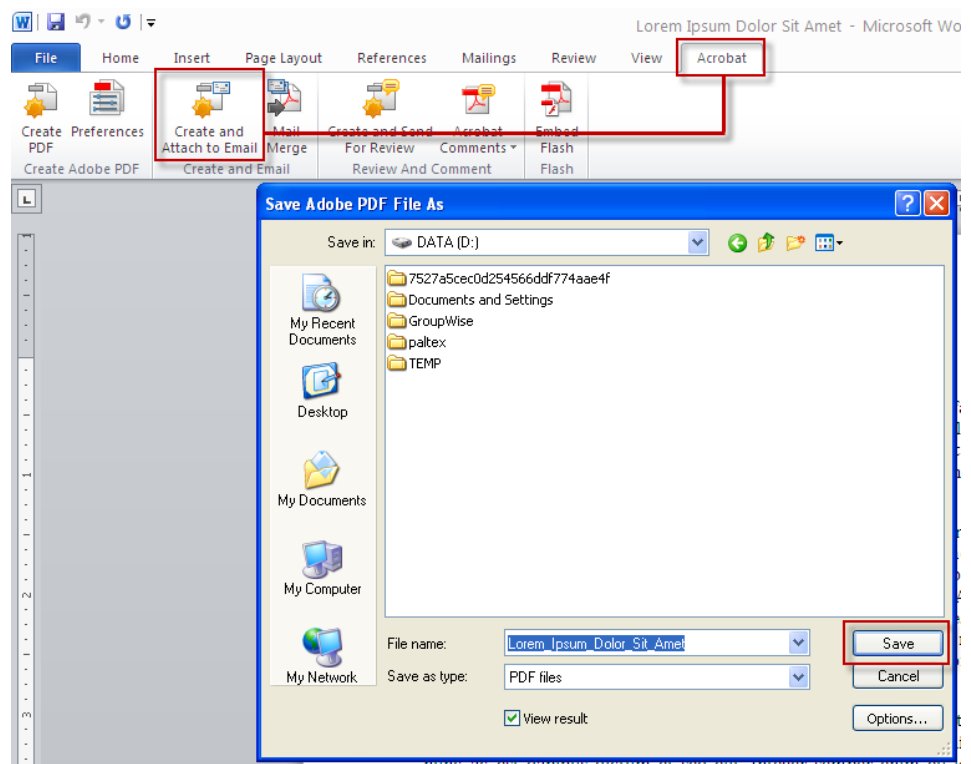 Lorem Ipsum Dolor Sit Amet - Microsoft Wo
File Home Insert Page Layout References Mailings Review View Acrobat
Create PDF
Preferences
Create and Attach to Email
Mail Merge
Create and Send For Review
Acrobat Comments
Embed Flash
Create Adobe PDF Create and Email Review And Comment Flash
Save Adobe PDF File As
Save in: DATA (D:)
7527a5cec0d254566ddf774aae4f
Documents and Settings
GroupWise
paltex
TEMP
My Recent
Documents
Desktop
My Documents
My Computer
My Network
File name: Lorem_Ipsum_Dolor_Sit_Amet
Save
Save as type: PDF files
Cancel
View result
Options...
1
2
3